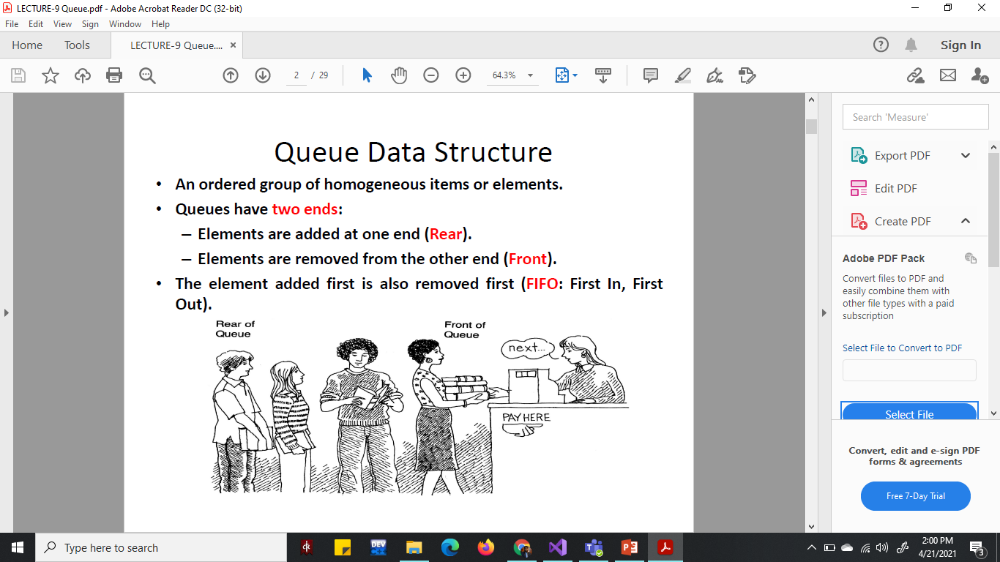 LECTURE-9 Queue.pdf - Adobe Acrobat Reader DC (32-bit)
File Edit View Sign Window Help
Home Tools LECTURE-9 Queue.... × Sign In
2 / 29 64.3%
Queue Data Structure
• An ordered group of homogeneous items or elements.
• Queues have two ends:
– Elements are added at one end (Rear).
– Elements are removed from the other end (Front).
• The element added first is also removed first (FIFO: First In, First
Out).
Rear of
Queue
Front of
Queue
next...
PAY HERE
Search 'Measure'
Export PDF
Edit PDF
Create PDF
Adobe PDF Pack
Convert files to PDF and
easily combine them with
other file types with a paid
subscription
Select File to Convert to PDF
Select File
Convert, edit and e-sign PDF
forms & agreements
Free 7-Day Trial
Type here to search
DEV
2:00 PM
4/21/2021
3